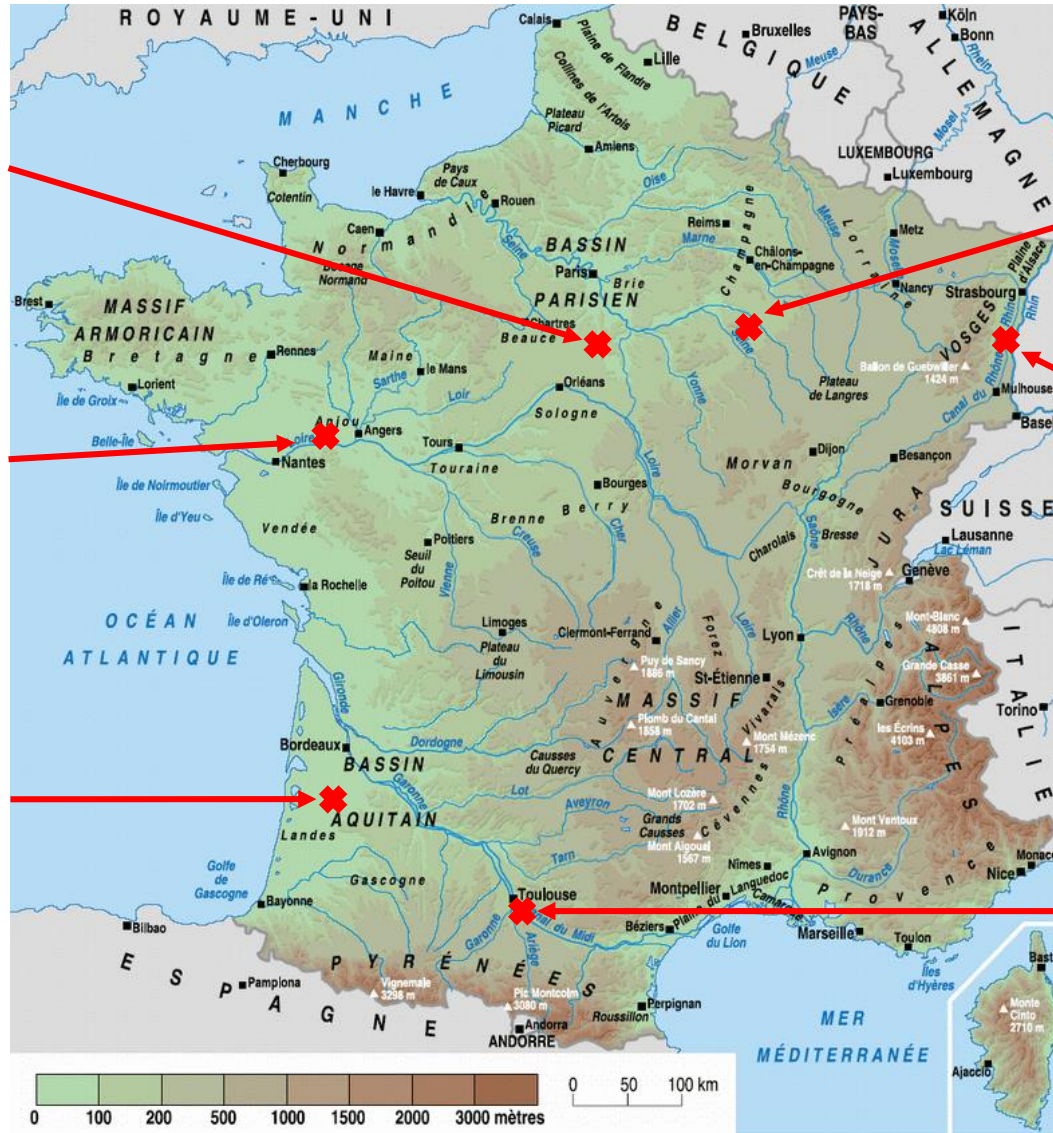 ROYAUME-UNI
MANCHE
Calais
Plaine de Flandre
Collines de l'Artois
Lille
BELGIQUE
Bruxelles
Meuse
PAYS-
BAS
ALLEMAGNE
Köln
Bonn
Rhein
Mosel
Plateau
Picard
Amiens
LUXEMBOURG
Luxembourg
Cherbourg
Cotentin
le Havre
Pays
de Caux
Rouen
Oise
Caen
Normandie
Seine
Reims
Champagne
Meuse
Lorraine
Metz
Moselle
Plaine
d'Alsace
BASSIN
Marne
Châlons-
en-Champagne
Paris
Brie
PARISIEN
Nancy
Strasbourg
Rhin
Rhin
Normand
Brest
MASSIF
ARMORICAIN
Bretagne
Rennes
Chartres
Beauce
Seine
VOSGES
Maine
le Mans
Sarthe
Ballon de Guebwiller
1424 m
Mulhouse
Canal du Rhône
Lorient
Île de Groix
Orléans
Yonne
Plateau
de Langres
Loir
Sologne
Anjou
Angers
Belle-Île
Nantes
Tours
Touraine
Loire
Dijon
Besançon
Morvan
Bourgogne
Île de Noirmoutier
Île d'Yeu
Vendée
Bourges
Berry
Brenne
Creuse
Cher
JURA
SUISSE
Lausanne
Lac Léman
Saône
Bresse
Charolais
Poitiers
Seuil
du
Poitou
Vienne
Crêt de la Neige
1718 m
Genève
Île de Ré
la Rochelle
Île d'Oleron
OCÉAN
ATLANTIQUE
Limoges
Plateau
du
Limousin
Clermont-Ferrand
Allier
Forez
Loire
Lyon
Rhône
Mont-Blanc
4808 m
ITALIE
Puy de Sancy
1886 m
Auvergne
St-Étienne
Grande Casse
3861 m
Préalpes
ALPES
Torino
Gironde
MASSIF
Isère
Grenoble
Plomb du Cantal
1858 m
Vivarais
Mont Mézenc
1754 m
les Écrins
4103 m
Bordeaux
Dordogne
Causses
du Quercy
CENTRAL
BASSIN
Garonne
Lot
Aveyron
Mont Lozère
1702 m
Rhône
Cévennes
AQUITAIN
Landes
Grands
Causses
Mont Aigoual
1567 m
Mont Ventoux
1912 m
Golfe
de
Gascogne
Gascogne
Tarn
Nîmes
Avignon
Durance
Monaco
Nice
Provence
Bayonne
Toulouse
Montpellier
Plaine du Languedoc
Camargue
Béziers
Golfe
du Lion
Marseille
Toulon
Îles
d'Hyères
Bilbao
Garonne
Ariège
ESPAGNE
PYRÉNÉES
Pamplona
Vignemale
3298 m
Pic Montcolm
3080 m
Roussillon
Perpignan
Andorra
ANDORRE
MER
MÉDITERRANÉE
Monte
Cinto
2710 m
Ajaccio
0 100 200 500 1000 1500 2000 3000 mètres
0 50 100 km